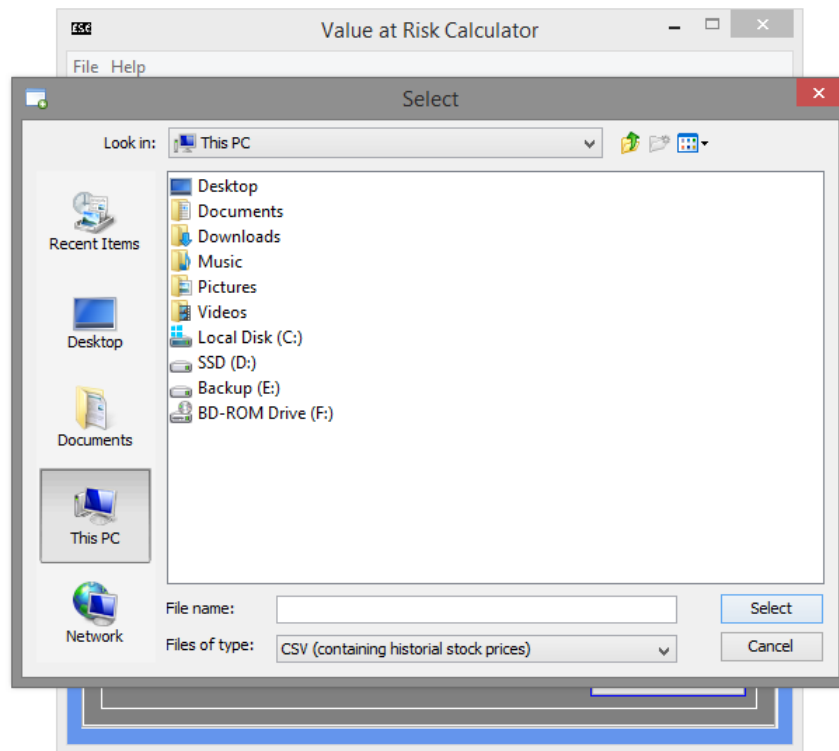 Value at Risk Calculator
File Help
Select
Look in: This PC
Desktop
Documents
Downloads
Music
Pictures
Videos
Local Disk (C:)
SSD (D:)
Backup (E:)
BD-ROM Drive (F:)
Recent Items
Desktop
Documents
This PC
Network
File name:
Select
Files of type: CSV (containing historial stock prices)
Cancel